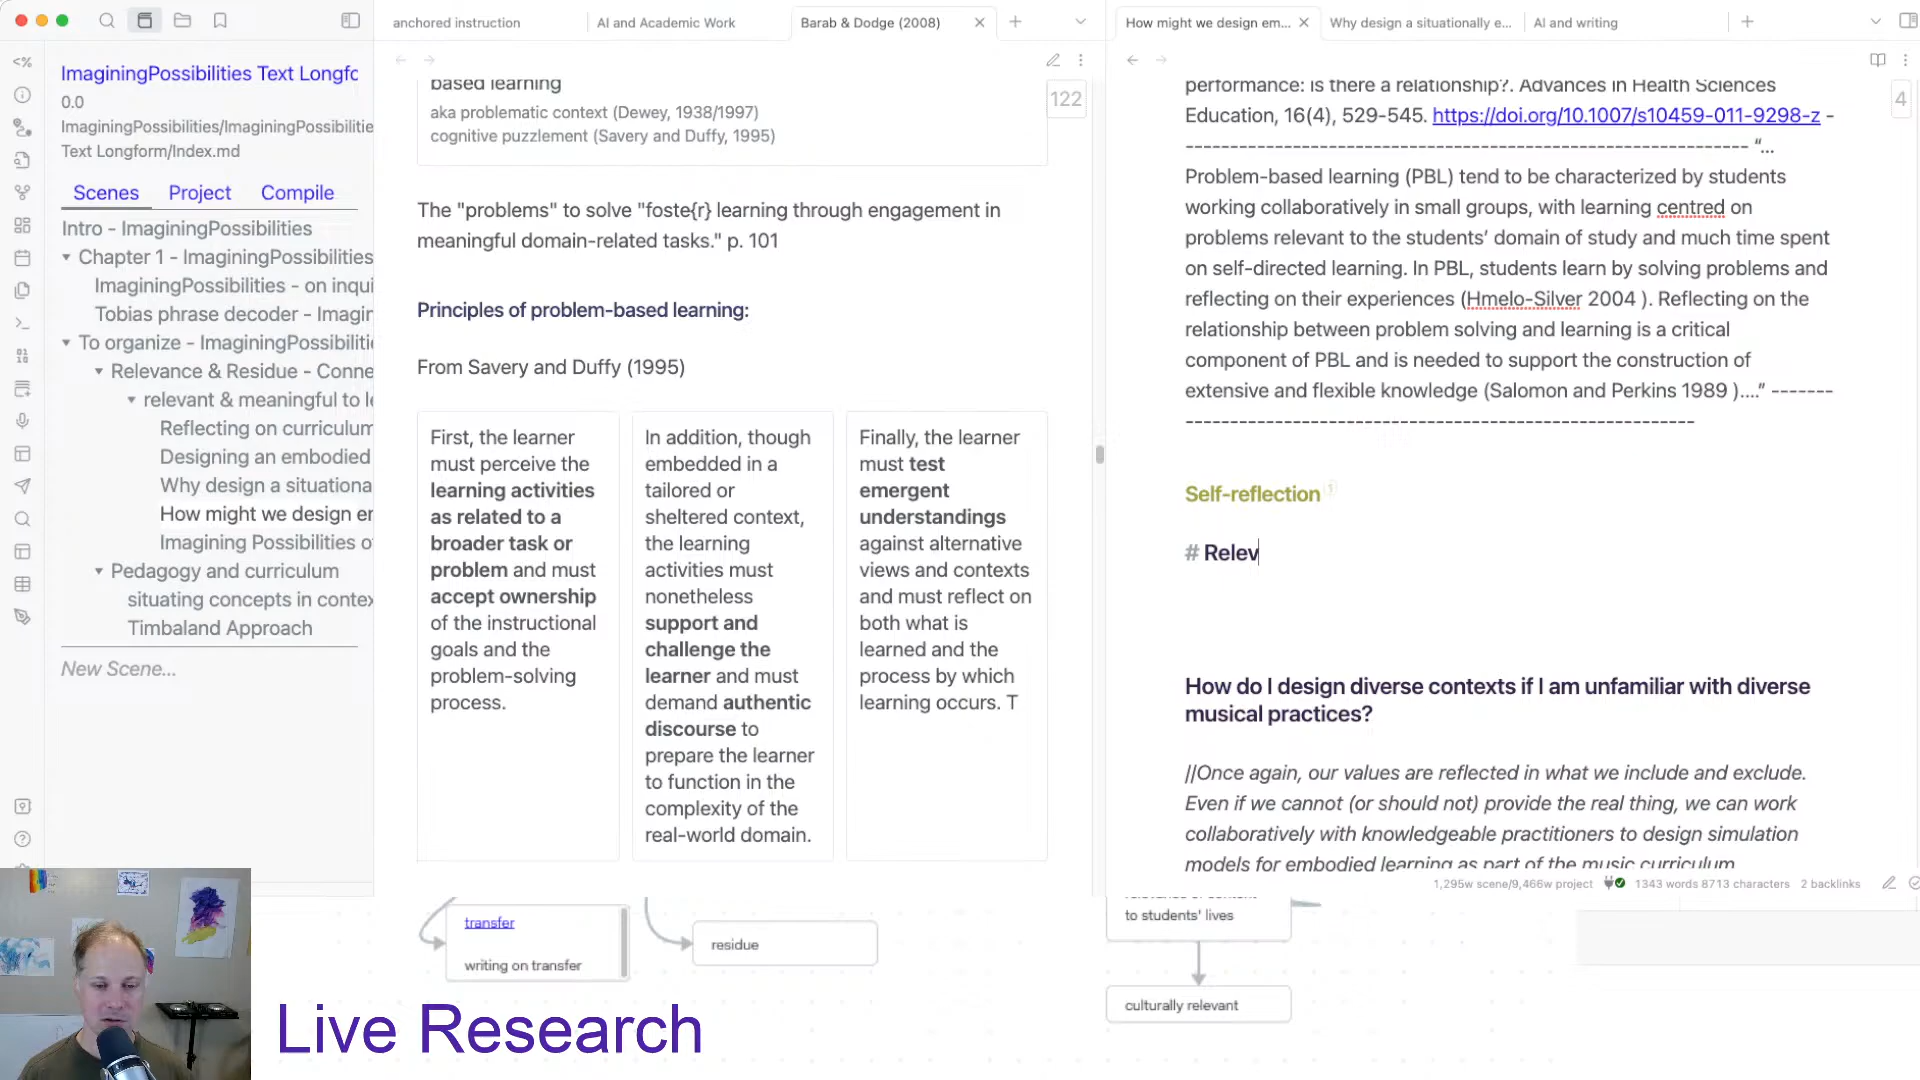 anchored instruction
AI and Academic Work
Barab & Dodge (2008)
How might we design em...
Why design a situationally e...
AI and writing
ImaginingPossibilities Text Longfo
0.0
ImaginingPossibilities/ImaginingPossibilitie
Text Longform/Index.md
Scenes
Project
Compile
Intro - ImaginingPossibilities
Chapter 1 - ImaginingPossibilities
ImaginingPossibilities - on inqui
Tobias phrase decoder - Imagin
To organize - ImaginingPossibiliti
Relevance & Residue - Conne
relevant & meaningful to le
Reflecting on curriculum
Designing an embodied
Why design a situationa
How might we design en
Imagining Possibilities o
Pedagogy and curriculum
situating concepts in contex
Timbaland Approach
New Scene...
based learning
122
aka problematic context (Dewey, 1938/1997)
cognitive puzzlement (Savery and Duffy, 1995)
The "problems" to solve "foste{r} learning through engagement in
meaningful domain-related tasks." p. 101
Principles of problem-based learning:
From Savery and Duffy (1995)
First, the learner
must perceive the
learning activities
as related to a
broader task or
problem and must
accept ownership
of the instructional
goals and the
problem-solving
process.
In addition, though
embedded in a
tailored or
sheltered context,
the learning
activities must
nonetheless
support and
challenge the
learner and must
demand authentic
discourse to
prepare the learner
to function in the
complexity of the
real-world domain.
Finally, the learner
must test
emergent
understandings
against alternative
views and contexts
and must reflect on
both what is
learned and the
process by which
learning occurs. T
performance: is there a relationship?. Advances in Health Sciences
4
Education, 16(4), 529-545. https://doi.org/10.1007/s10459-011-9298-z -
--------------------------------------------------------------- “...
Problem-based learning (PBL) tend to be characterized by students
working collaboratively in small groups, with learning centred on
problems relevant to the students’ domain of study and much time spent
on self-directed learning. In PBL, students learn by solving problems and
reflecting on their experiences (Hmelo-Silver 2004 ). Reflecting on the
relationship between problem solving and learning is a critical
component of PBL and is needed to support the construction of
extensive and flexible knowledge (Salomon and Perkins 1989 )....” -------
---------------------------------------------------------
Self-reflection 1
# Relev
How do I design diverse contexts if I am unfamiliar with diverse
musical practices?
//Once again, our values are reflected in what we include and exclude.
Even if we cannot (or should not) provide the real thing, we can work
collaboratively with knowledgeable practitioners to design simulation
models for embodied learning as part of the music curriculum
1,295w scene/9,466w project
1343 words 8713 characters
2 backlinks
transfer
writing on transfer
residue
to students' lives
culturally relevant
Live Research